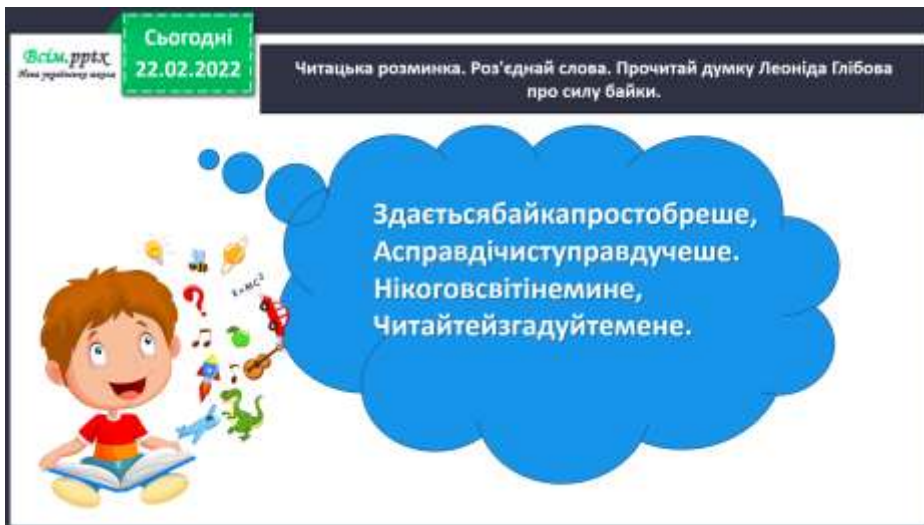 Всім.pptx
Нова українська школа
Сьогодні
22.02.2022
Читацька розминка. Роз'єднай слова. Прочитай думку Леоніда Глібова
про силу байки.
Здаєтьсябайкапростобреше,
Асправдічиступравдучеше.
Нікоговсвітінемине,
Читайтейзгадуйтемене.
E=MC²